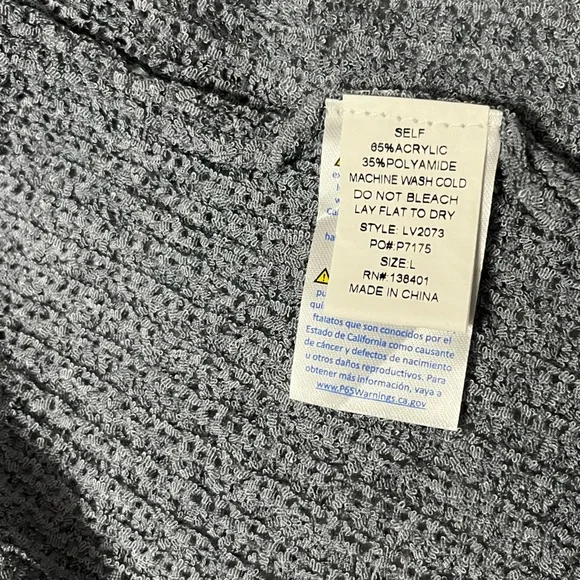 SELF
65%ACRYLIC
35%POLYAMIDE
MACHINE WASH COLD
DO NOT BLEACH
LAY FLAT TO DRY
STYLE: LV2073
PO#:P7175
SIZE:L
RN#:138401
MADE IN CHINA
ftalatos que son conocidos por el
Estado de California como causante
de cáncer y defectos de nacimiento
u otros daños reproductivos. Para
obtener más información, vaya a
www.P65Warnings.ca.gov